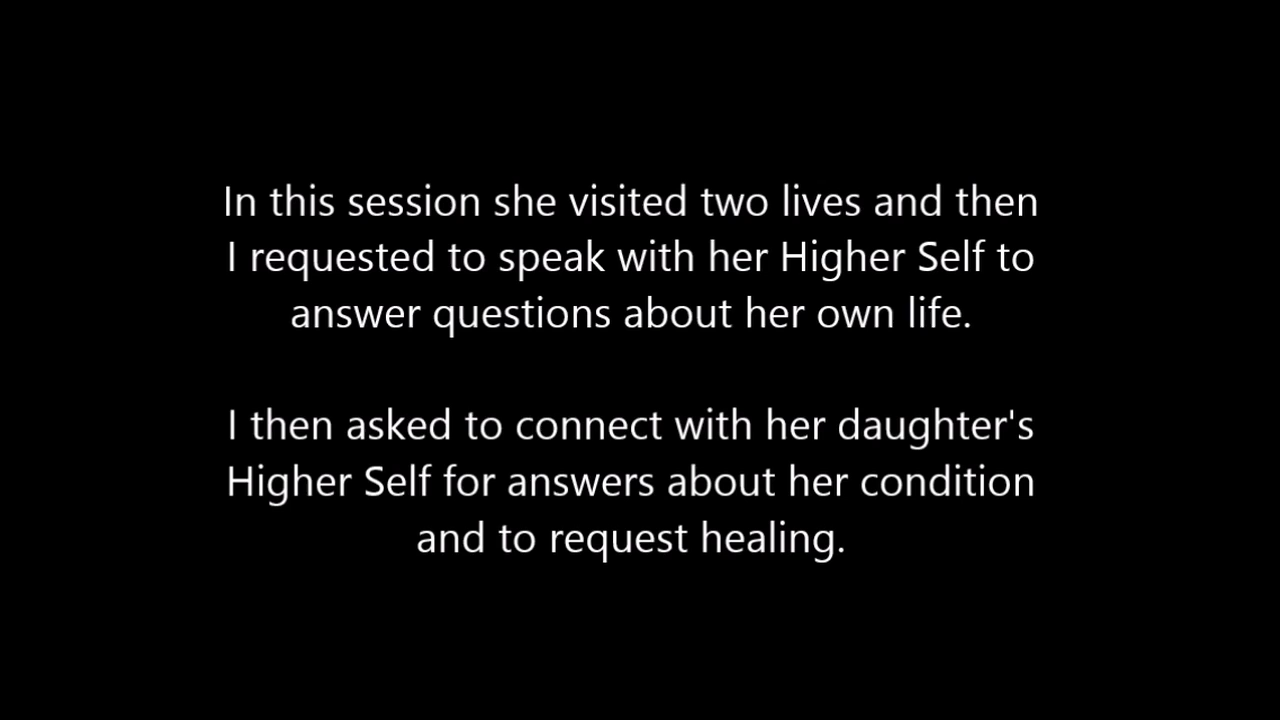 In this session she visited two lives and then
I requested to speak with her Higher Self to
answer questions about her own life.
I then asked to connect with her daughter's
Higher Self for answers about her condition
and to request healing.